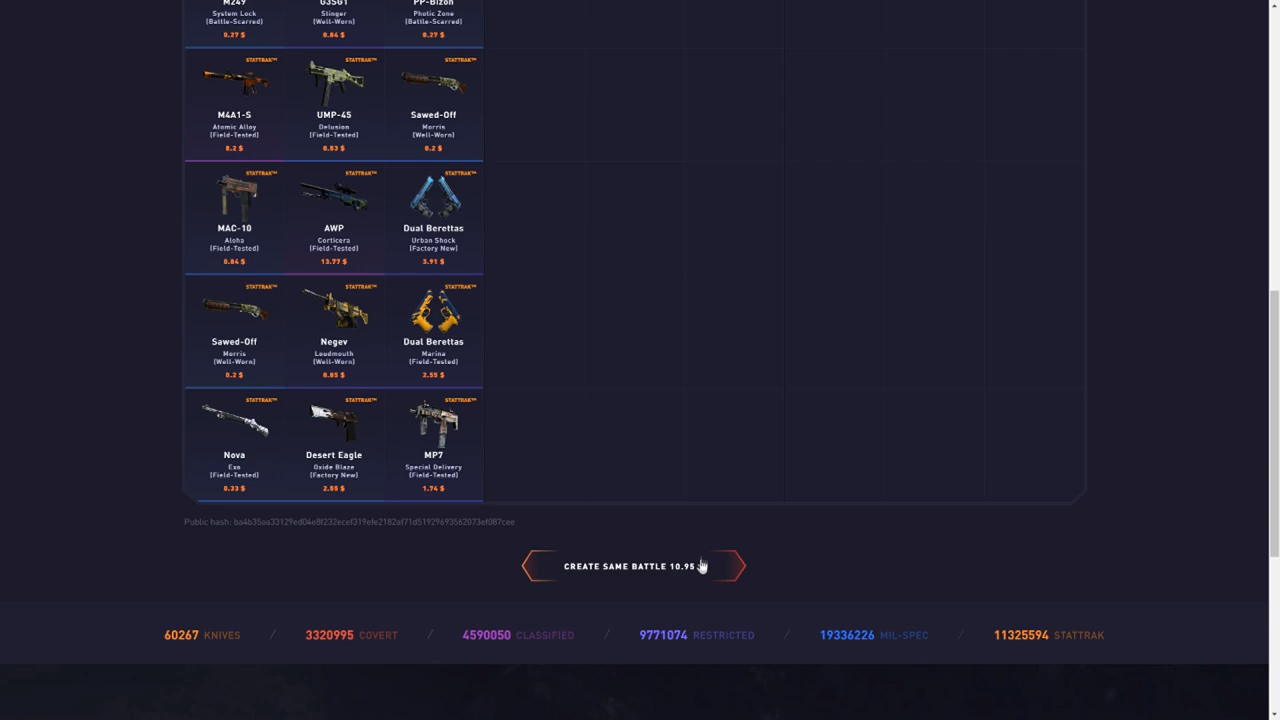 M249 G3SG1 PP-Bizon
System Lock Stinger Photic Zone
(Battle-Scarred) (Well-Worn) (Battle-Scarred)
0.27 $ 0.84 $ 0.27 $
STATTRAK™ STATTRAK™ STATTRAK™
M4A1-S UMP-45 Sawed-Off
Atomic Alloy Delusion Morris
(Field-Tested) (Field-Tested) (Well-Worn)
8.2 $ 0.53 $ 0.2 $
STATTRAK™ STATTRAK™ STATTRAK™
MAC-10 AWP Dual Berettas
Aloha Corticera Urban Shock
(Field-Tested) (Field-Tested) (Factory New)
0.84 $ 13.77 $ 3.91 $
STATTRAK™ STATTRAK™ STATTRAK™
Sawed-Off Negev Dual Berettas
Morris Loudmouth Marina
(Well-Worn) (Well-Worn) (Field-Tested)
0.2 $ 0.85 $ 2.55 $
STATTRAK™ STATTRAK™ STATTRAK™
Nova Desert Eagle MP7
Exo Oxide Blaze Special Delivery
(Field-Tested) (Factory New) (Field-Tested)
0.33 $ 2.55 $ 1.74 $
Public hash: ba4b35aa33129ed04e8f232ecef319efe2182af71d51929693562073ef087cee
CREATE SAME BATTLE 10.95
60267 KNIVES / 3320995 COVERT / 4590050 CLASSIFIED / 9771074 RESTRICTED / 19336226 MIL-SPEC / 11325594 STATTRAK